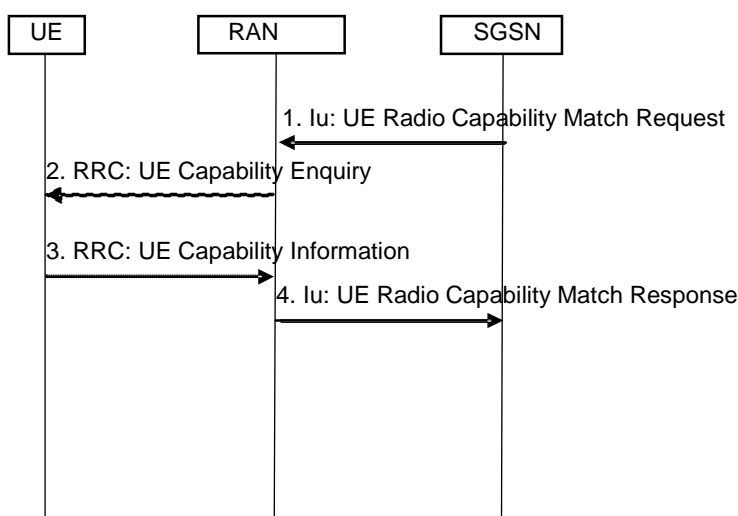 UE
RAN
SGSN
1. Iu: UE Radio Capability Match Request
2. RRC: UE Capability Enquiry
3. RRC: UE Capability Information
4. Iu: UE Radio Capability Match Response